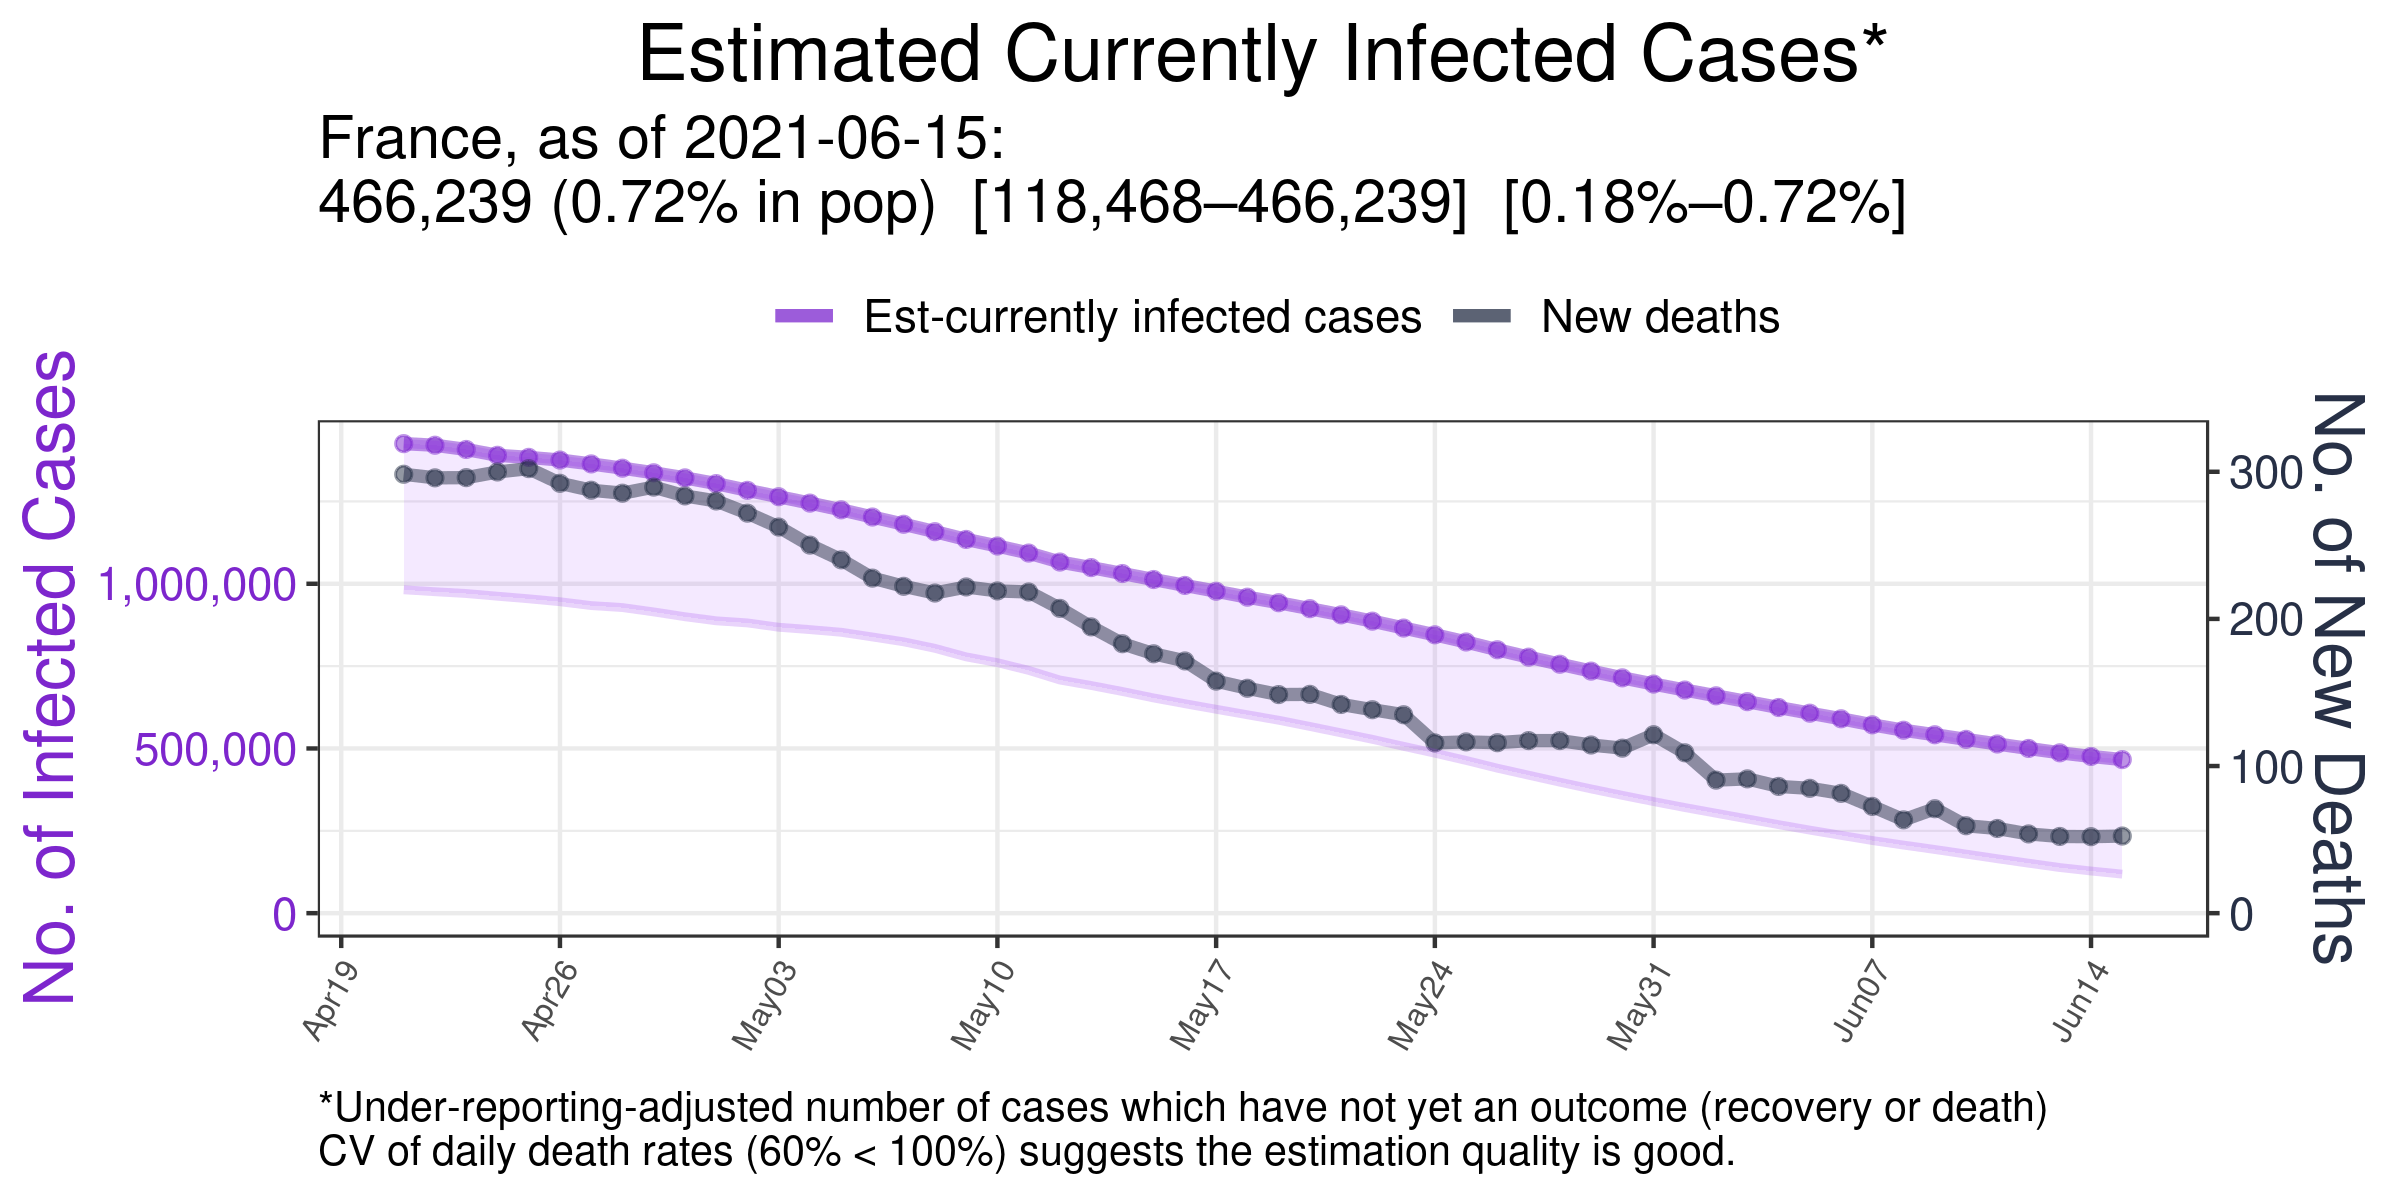 Estimated Currently Infected Cases*
France, as of 2021-06-15:
466,239 (0.72% in pop)  [118,468–466,239]  [0.18%–0.72%]
Est-currently infected cases
New deaths
No. of Infected Cases
1,000,000
500,000
0
300
200
100
0
No. of New Deaths
Apr19
Apr26
May03
May10
May17
May24
May31
Jun07
Jun14
*Under-reporting-adjusted number of cases which have not yet an outcome (recovery or death)
CV of daily death rates (60% < 100%) suggests the estimation quality is good.